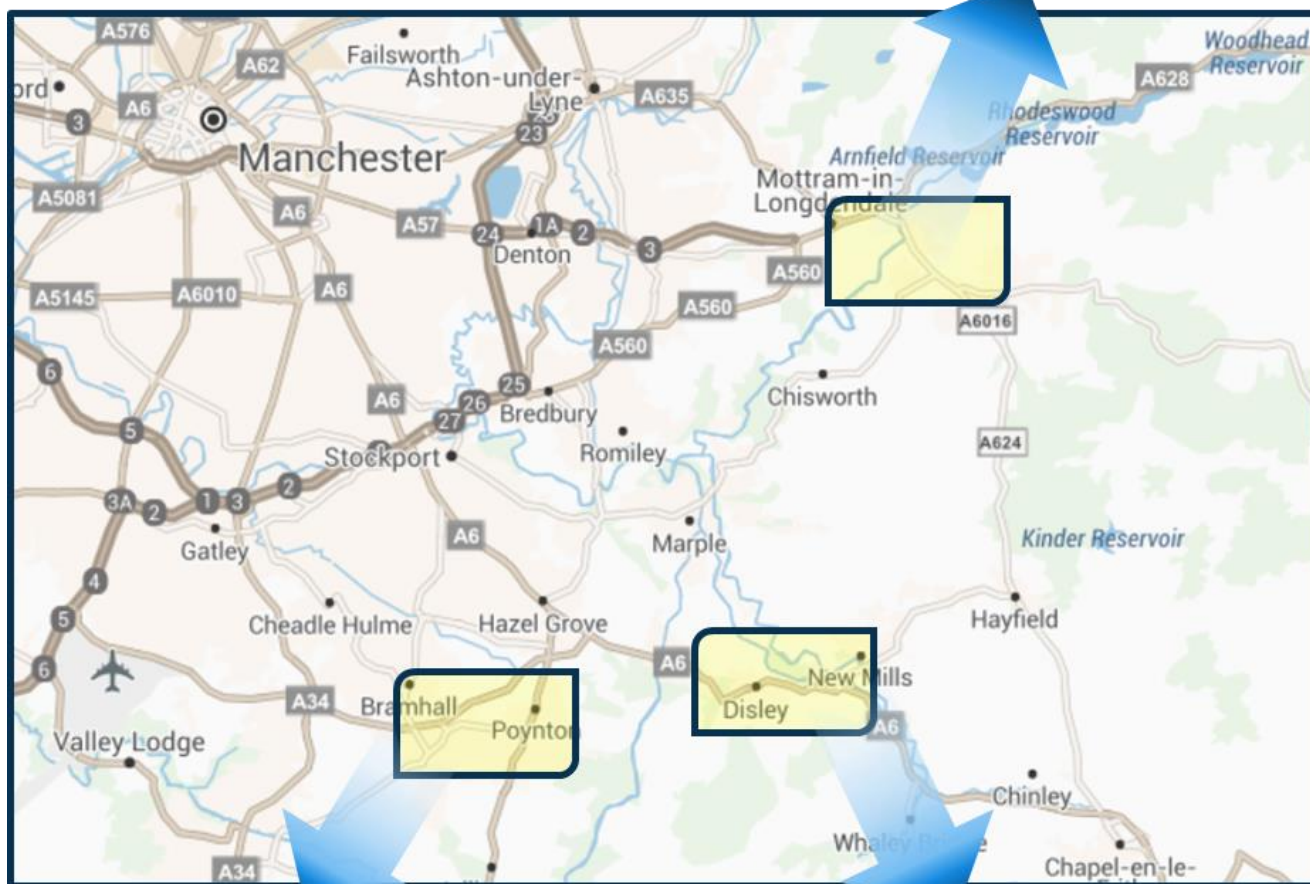 A576
Failsworth
Woodhead
Reservoir
A62
Ashton-under-
Lyne
A628
ord
A6
A635
3
23
Rhodeswood
Reservoir
Manchester
Arnfield Reservoir
Mottram-in-
Longdendale
A5081
A6
A57
24
1A
2
3
Denton
A560
A5145
A6010
A6
A560
A6016
A560
6
25
Chisworth
A6
26
Bredbury
27
5
Romiley
A624
Stockport
2
3A
2
1
3
Gatley
A6
Marple
Kinder Reservoir
4
5
Cheadle Hulme
Hazel Grove
Hayfield
6
A6
New Mills
A34
Bramhall
Poynton
Disley
A6
Valley Lodge
Chinley
Whaley
A34
Chapel-en-le-